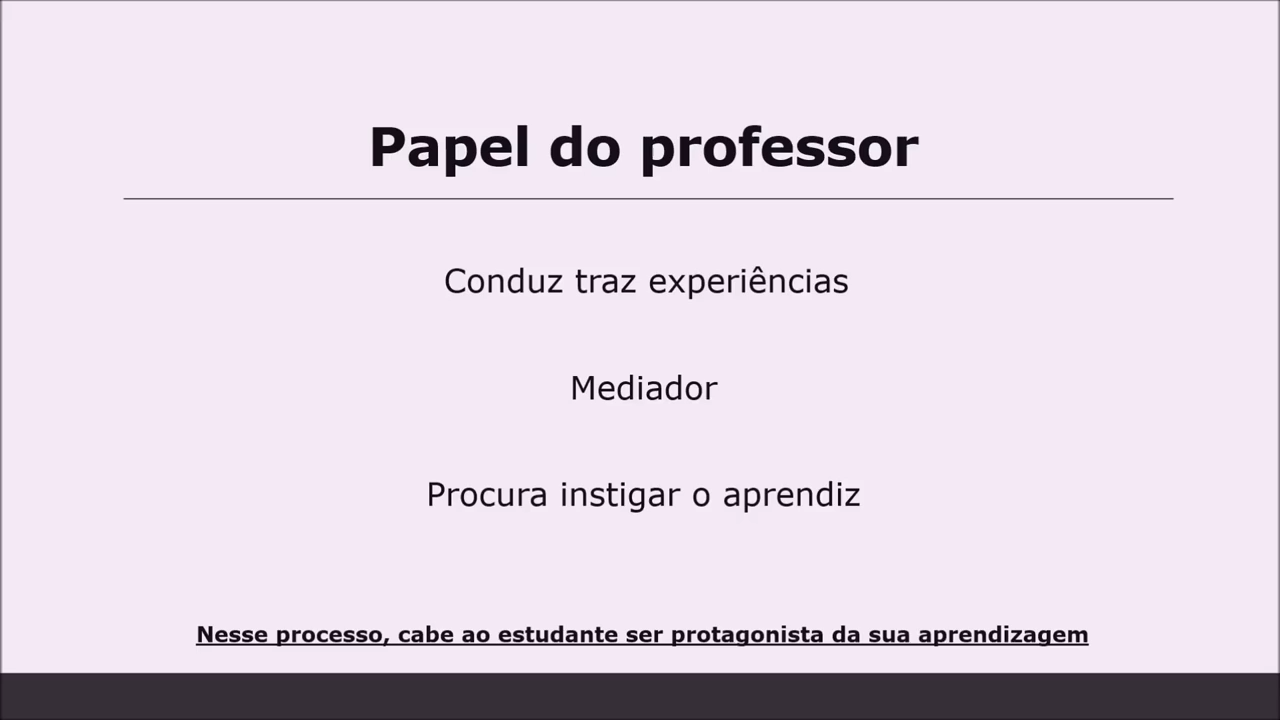 Papel do professor
Conduz traz experiências
Mediador
Procura instigar o aprendiz
Nesse processo, cabe ao estudante ser protagonista da sua aprendizagem